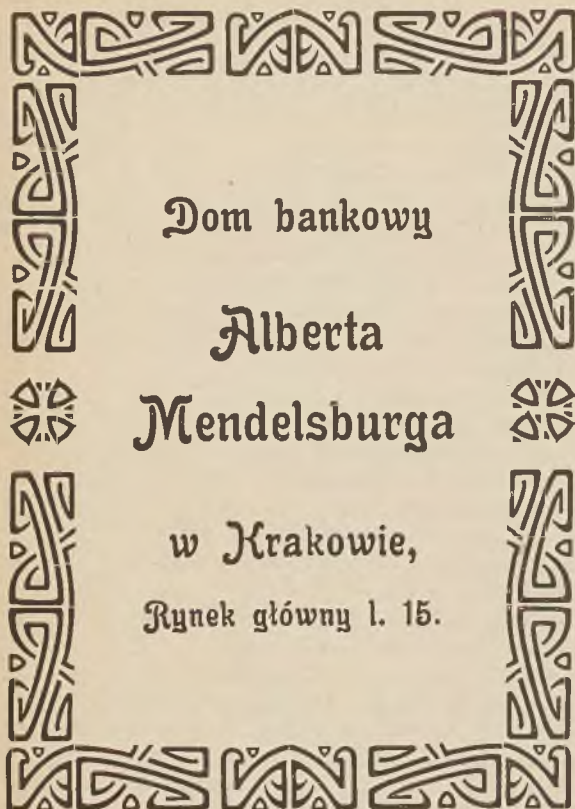 Dom bankowy
Alberta
Mendelsburga
w Krakowie,
Rynek główny l. 15.